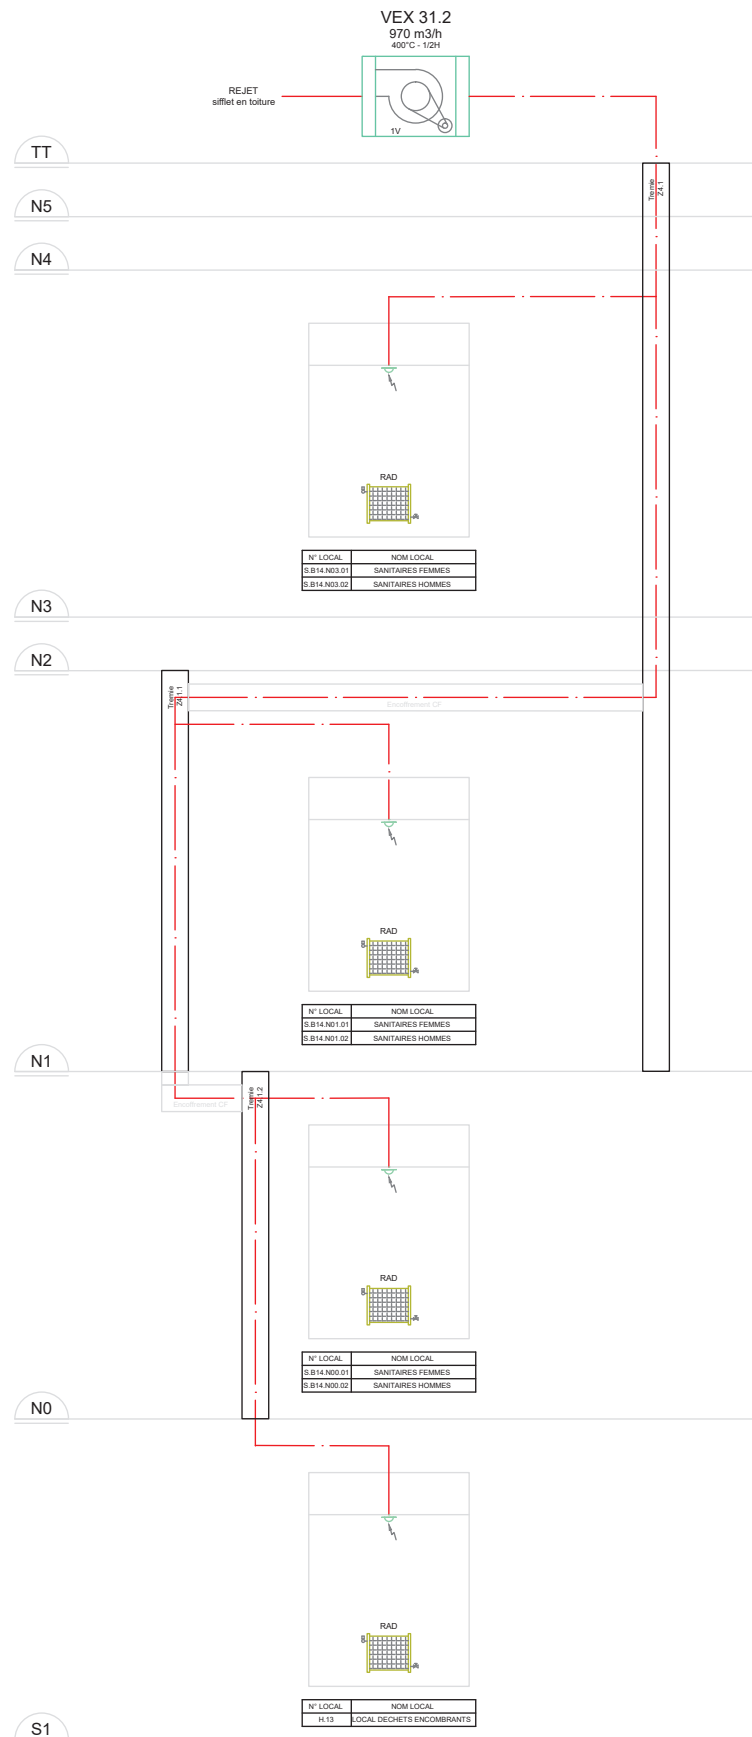 VEX 31.2
970 m3/h
400°C - 1/2H
REJET
sifflet en toiture
1V
TT
Tremie
Z4.1
N5
N4
RAD
N° LOCAL NOM LOCAL
S.B14.N03.01 SANITAIRES FEMMES
S.B14.N03.02 SANITAIRES HOMMES
N3
N2
Tremie
Z4.1.1
Encoffrement CF
RAD
N° LOCAL NOM LOCAL
S.B14.N01.01 SANITAIRES FEMMES
S.B14.N01.02 SANITAIRES HOMMES
N1
Encoffrement CF
Tremie
Z4.1.2
RAD
N° LOCAL NOM LOCAL
S.B14.N00.01 SANITAIRES FEMMES
S.B14.N00.02 SANITAIRES HOMMES
N0
RAD
N° LOCAL NOM LOCAL
H.13 LOCAL DECHETS ENCOMBRANTS
S1